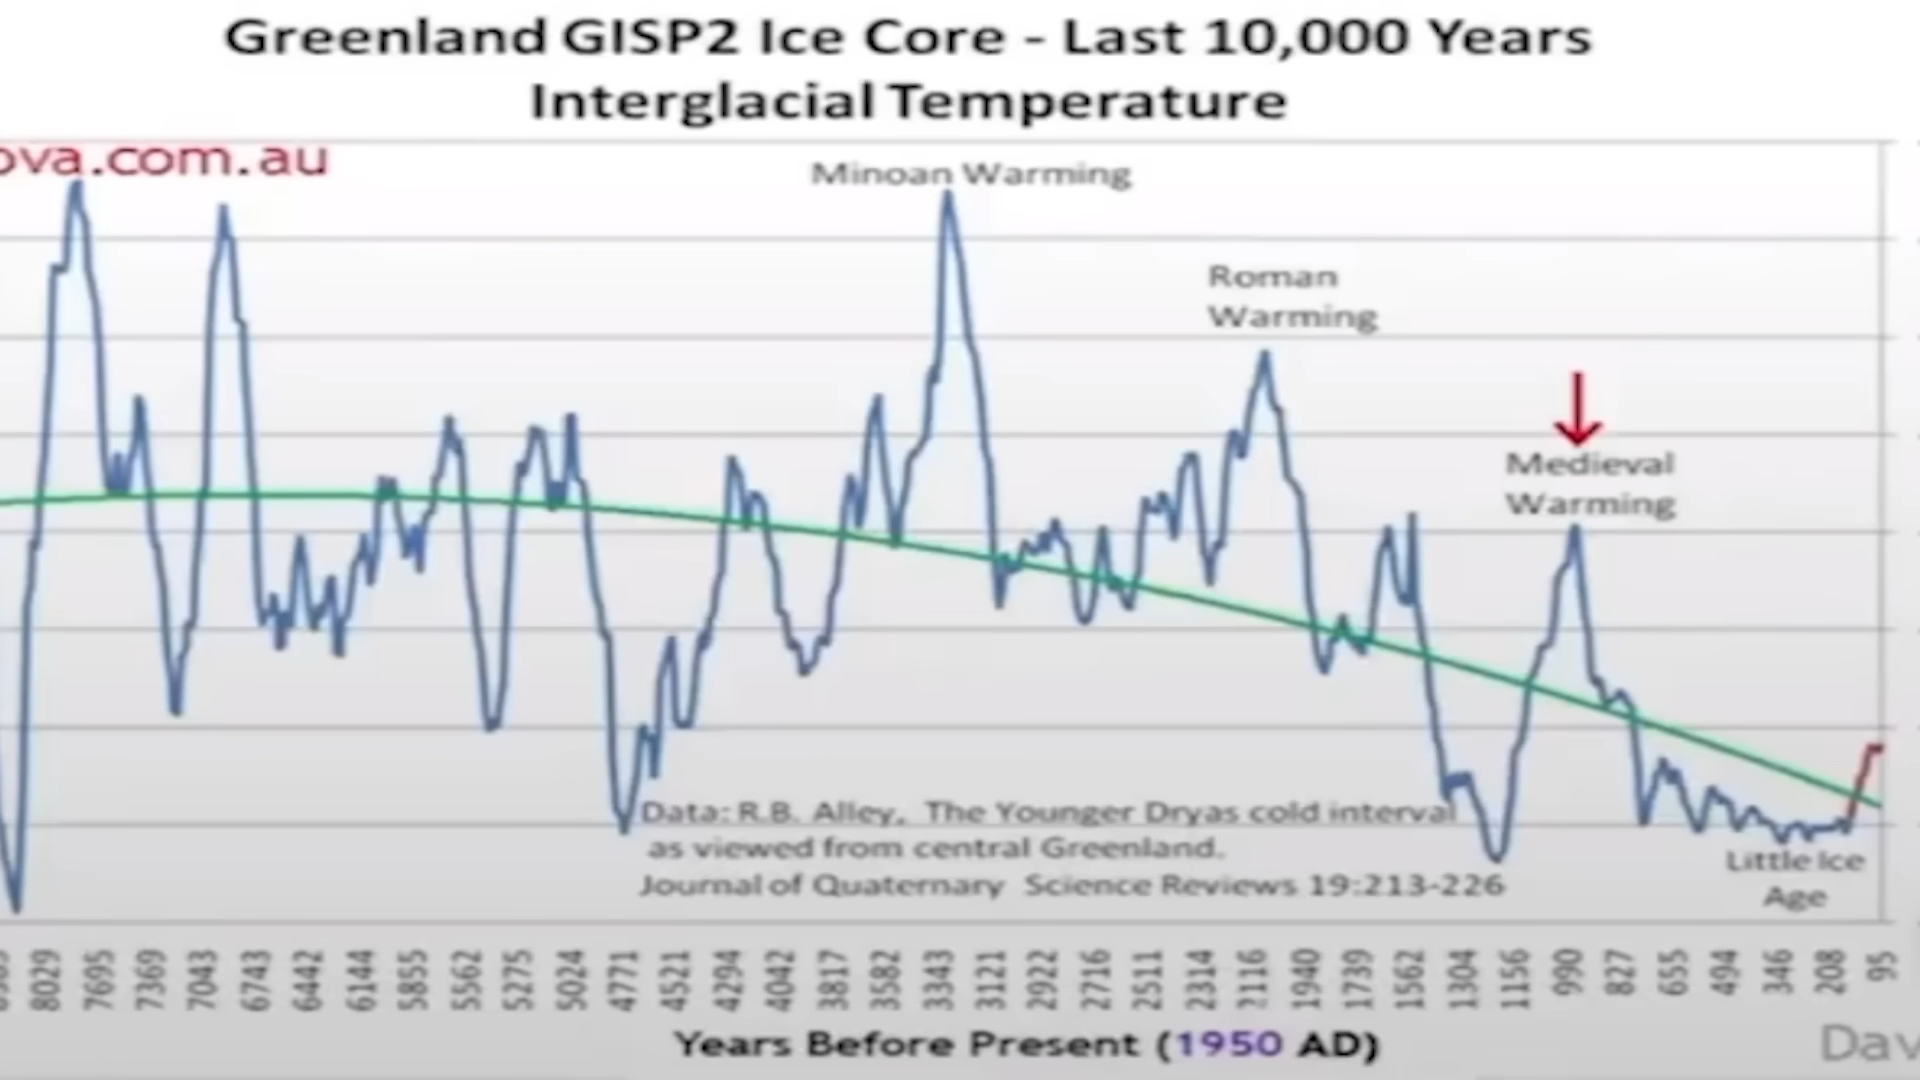 Greenland GISP2 Ice Core - Last 10,000 Years
Interglacial Temperature
ova.com.au
Minoan Warming
Roman
Warming
Medieval
Warming
Data: R.B. Alley, The Younger Dryas cold interval
as viewed from central Greenland.
Journal of Quaternary Science Reviews 19:213-226
Little Ice
Age
8029 7695 7369 7043 6743 6442 6144 5855 5562 5275 5024 4771 4521 4294 4042 3817 3582 3343 3121 2922 2716 2511 2314 2116 1940 1739 1562 1304 1156 990 827 655 494 346 208 95
Years Before Present (1950 AD)
Dav